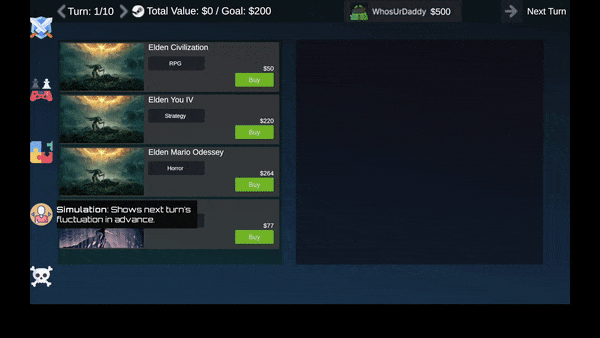 Turn: 1/10
Total Value: $0 / Goal: $200
WhosUrDaddy $500
Next Turn
Elden Civilization
RPG
$50
Buy
Elden You IV
Strategy
$220
Buy
Elden Mario Odessey
Horror
$264
Buy
Simulation: Shows next turn's
fluctuation in advance.
$77
Buy